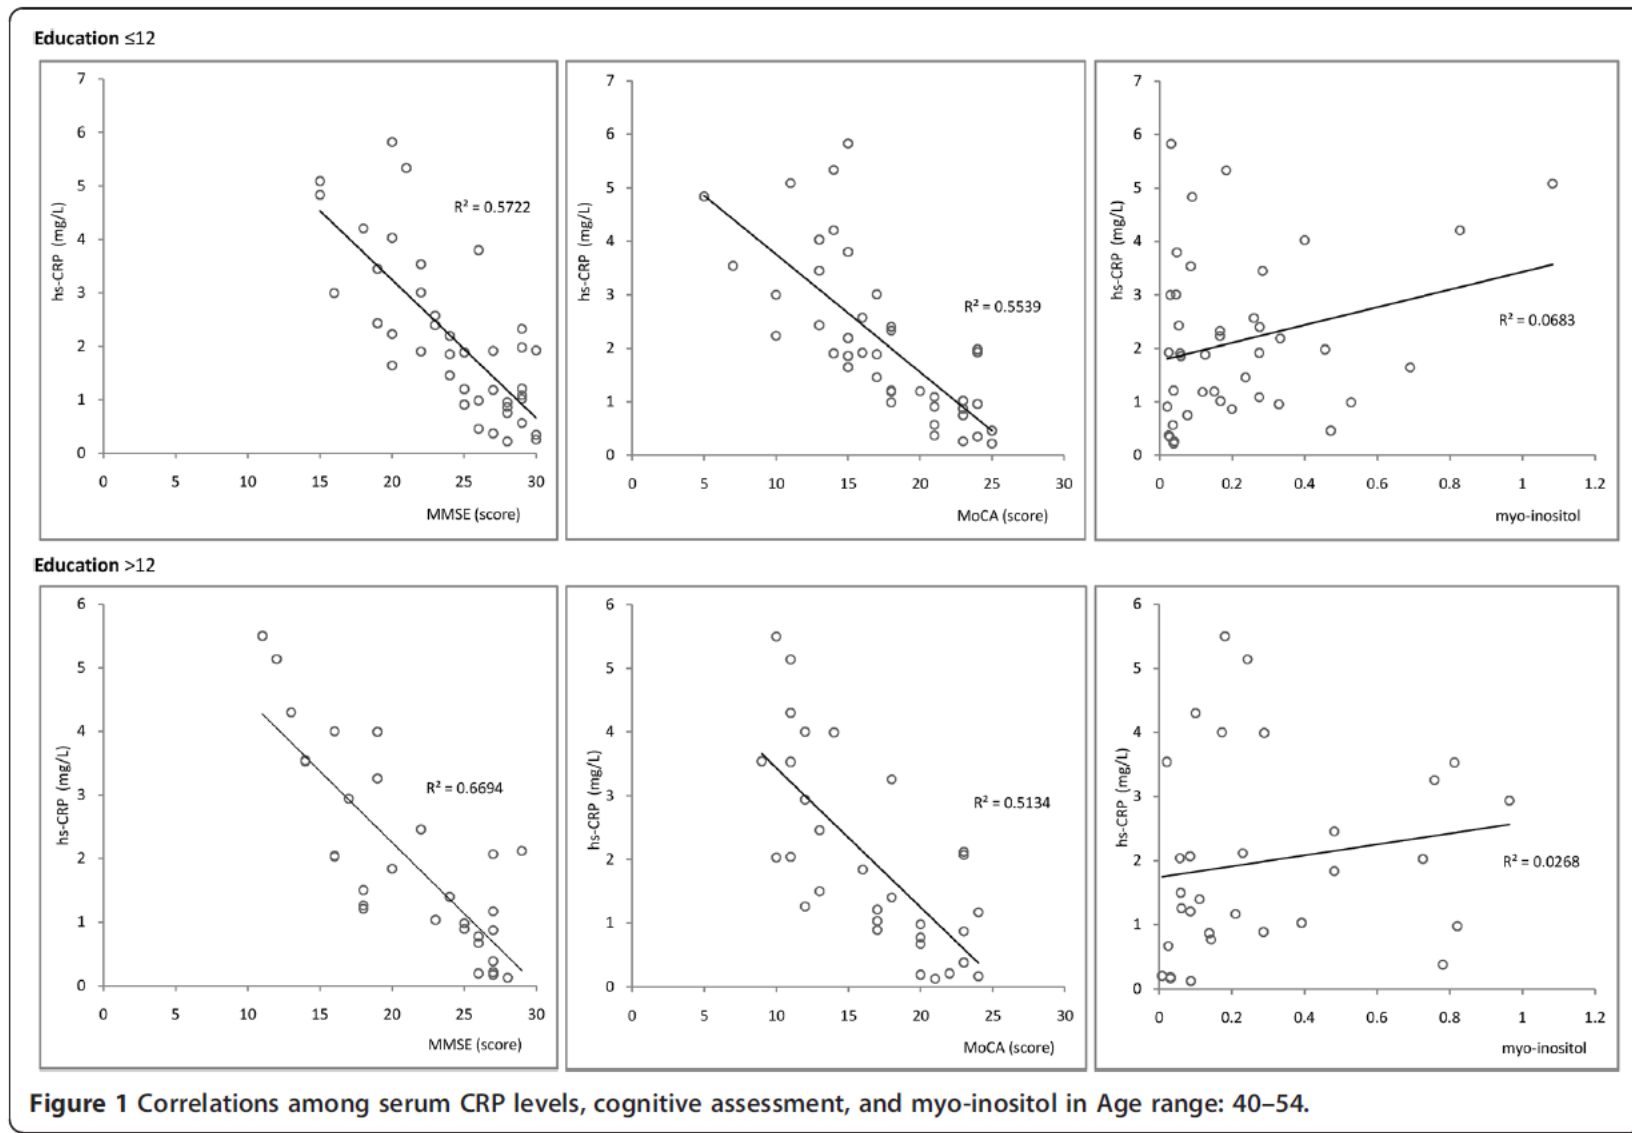 Education ≤12
7
6
5
4
3
2
1
0
hs-CRP (mg/L)
R² = 0.5722
0 5 10 15 20 25 30
MMSE (score)
7
6
5
4
3
2
1
0
hs-CRP (mg/L)
R² = 0.5539
0 5 10 15 20 25 30
MoCA (score)
7
6
5
4
3
2
1
0
hs-CRP (mg/L)
R² = 0.0683
0 0.2 0.4 0.6 0.8 1 1.2
myo-inositol
Education >12
6
5
4
3
2
1
0
hs-CRP (mg/L)
R² = 0.6694
0 5 10 15 20 25 30
MMSE (score)
6
5
4
3
2
1
0
hs-CRP (mg/L)
R² = 0.5134
0 5 10 15 20 25 30
MoCA (score)
6
5
4
3
2
1
0
hs-CRP (mg/L)
R² = 0.0268
0 0.2 0.4 0.6 0.8 1 1.2
myo-inositol
Figure 1 Correlations among serum CRP levels, cognitive assessment, and myo-inositol in Age range: 40–54.